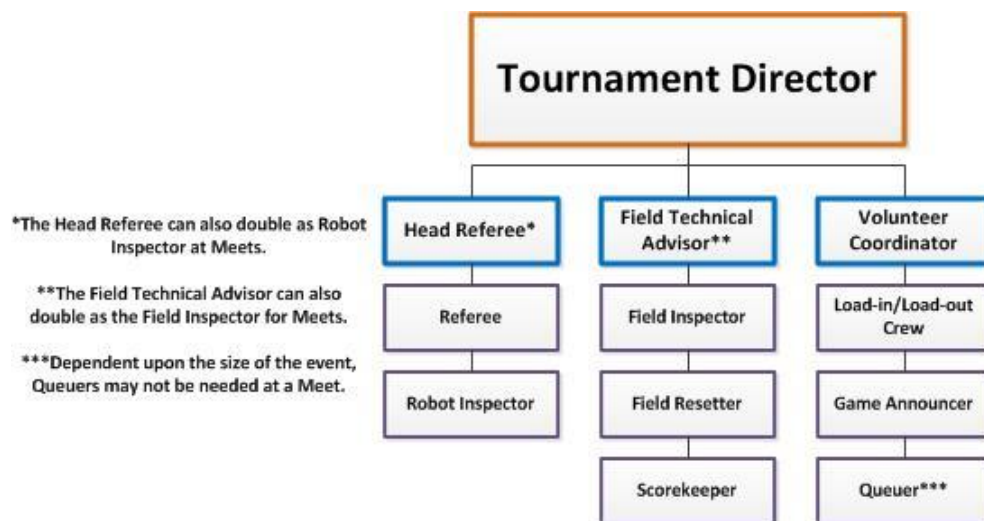 Tournament Director
*The Head Referee can also double as Robot
Inspector at Meets.
**The Field Technical Advisor can also
double as the Field Inspector for Meets.
***Dependent upon the size of the event,
Queuers may not be needed at a Meet.
Head Referee*
Referee
Robot Inspector
Field Technical
Advisor**
Field Inspector
Field Resetter
Scorekeeper
Volunteer
Coordinator
Load-in/Load-out
Crew
Game Announcer
Queuer***